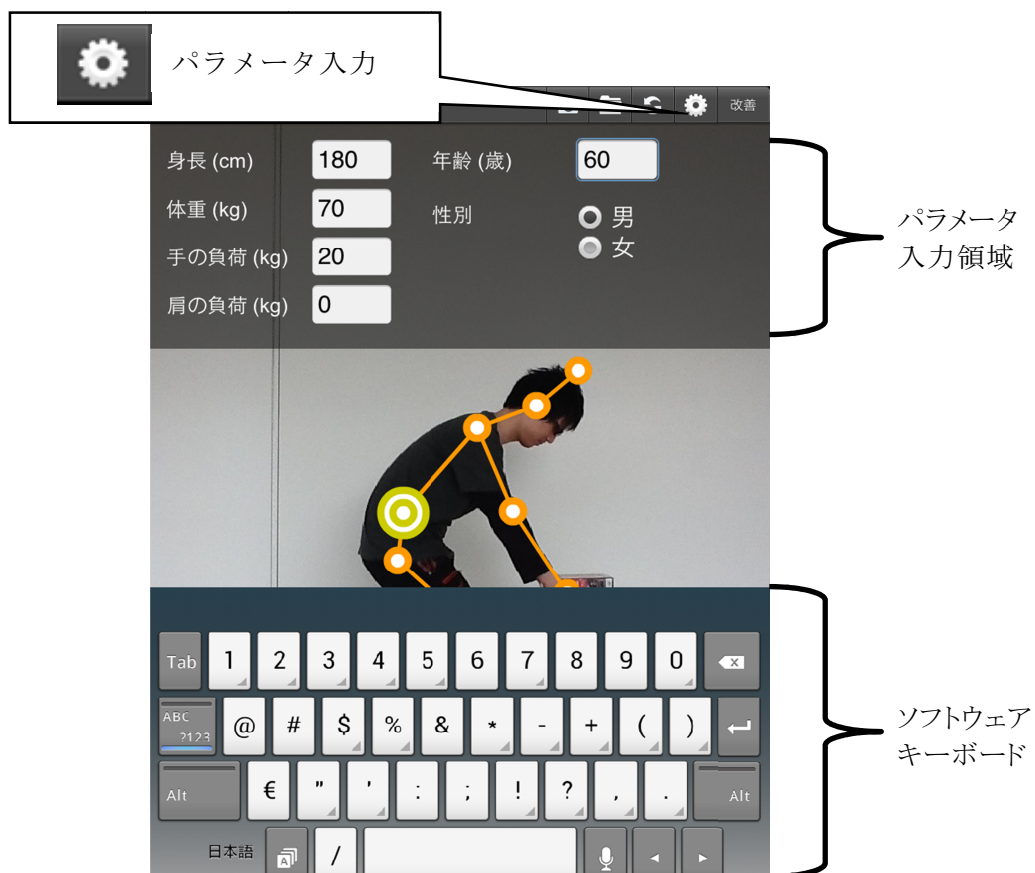 パラメータ入力
改善
身長 (cm)
180
年齢 (歳)
60
体重 (kg)
70
性別
男
女
手の負荷 (kg)
20
肩の負荷 (kg)
0
パラメータ
入力領域
Tab 1 2 3 4 5 6 7 8 9 0
ABC
?123
@ # $ % & * - + ( )
Alt € " ' : ; ! ? , . Alt
日本語 A /
ソフトウェア
キーボード